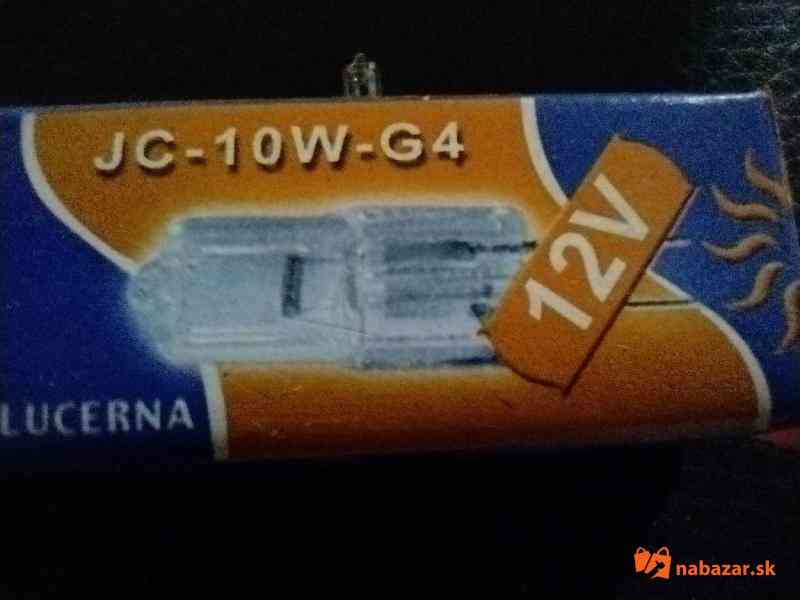 JC-10W-G4
12V
LUCERNA
nabazar.sk